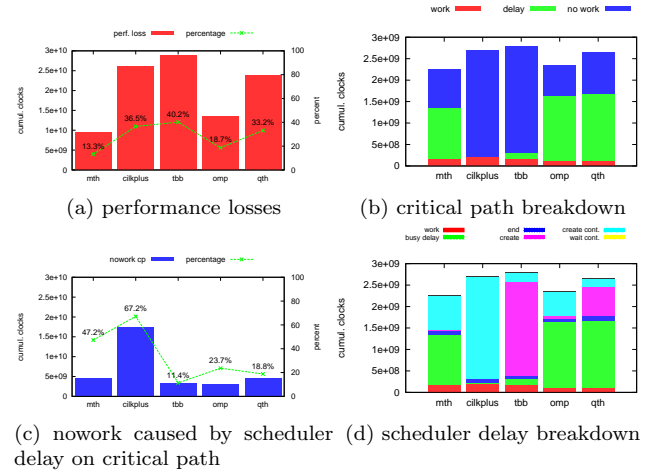 perf. loss percentage
3e+10
2.5e+10
2e+10
1.5e+10
1e+10
5e+09
0
cumul. clocks
100
80
60
40
20
0
percent
13.3%
36.5%
40.2%
18.7%
33.2%
mth cilkplus tbb omp qth
(a) performance losses
work delay no work
3e+09
2.5e+09
2e+09
1.5e+09
1e+09
5e+08
0
cumul. clocks
mth cilkplus tbb omp qth
(b) critical path breakdown
nowork cp percentage
3e+10
2.5e+10
2e+10
1.5e+10
1e+10
5e+09
0
cumul. clocks
100
80
60
40
20
0
percent
47.2%
67.2%
11.4%
23.7%
18.8%
mth cilkplus tbb omp qth
(c) nowork caused by scheduler
delay on critical path
work end create cont.
busy delay create wait cont.
3e+09
2.5e+09
2e+09
1.5e+09
1e+09
5e+08
0
cumul. clocks
mth cilkplus tbb omp qth
(d) scheduler delay breakdown